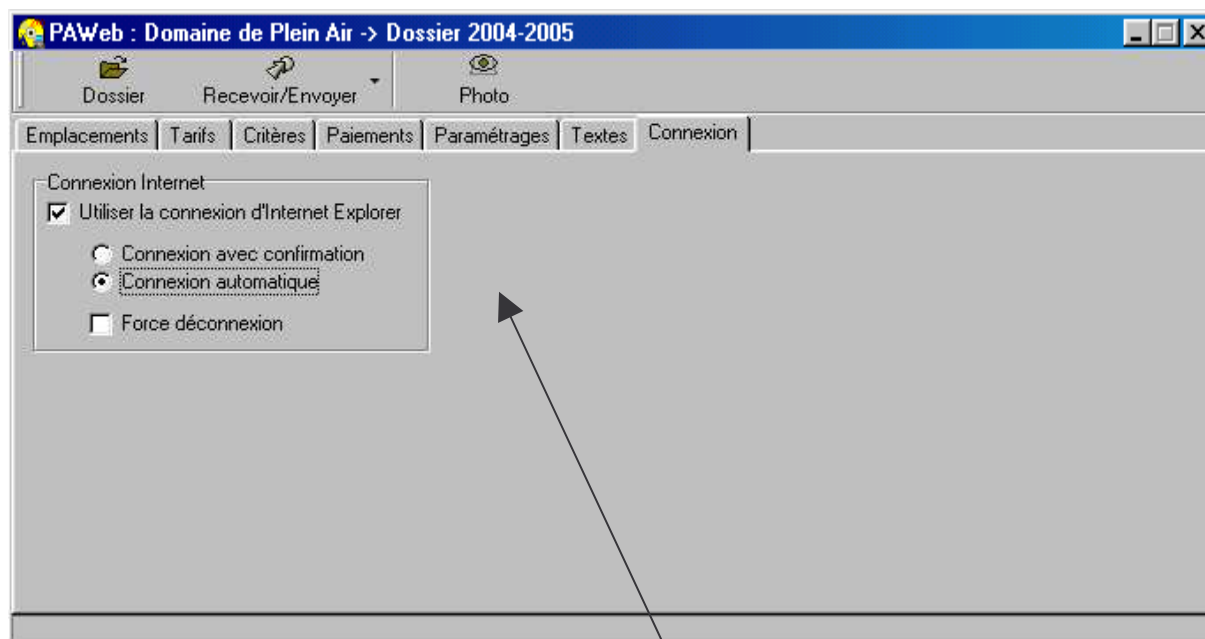 PAWeb : Domaine de Plein Air -> Dossier 2004-2005
Dossier Recevoir/Envoyer Photo
Emplacements Tarifs Critères Paiements Paramétrages Textes Connexion
Connexion Internet
Utiliser la connexion d'Internet Explorer
Connexion avec confirmation
Connexion automatique
Force déconnexion